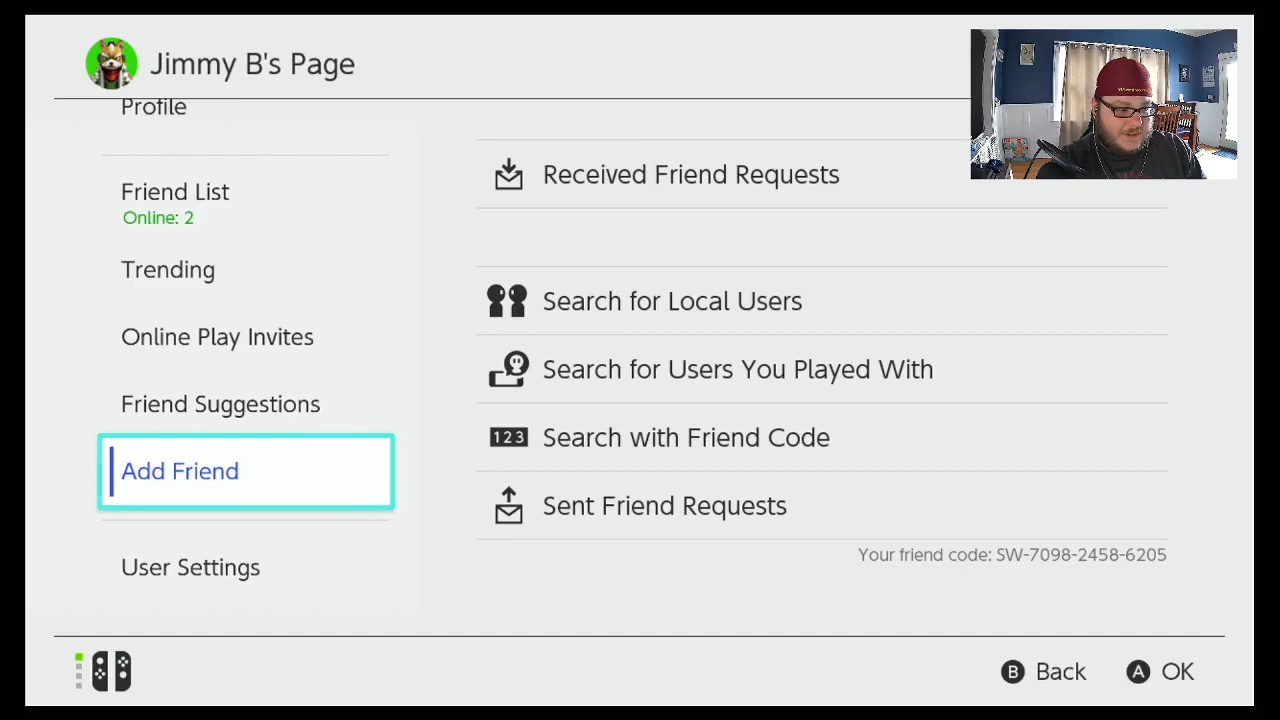 Jimmy B's Page
Profile
Friend List
Online: 2
Trending
Online Play Invites
Friend Suggestions
Add Friend
User Settings
Received Friend Requests
Search for Local Users
Search for Users You Played With
123 Search with Friend Code
Sent Friend Requests
Your friend code: SW-7098-2458-6205
B Back
A OK